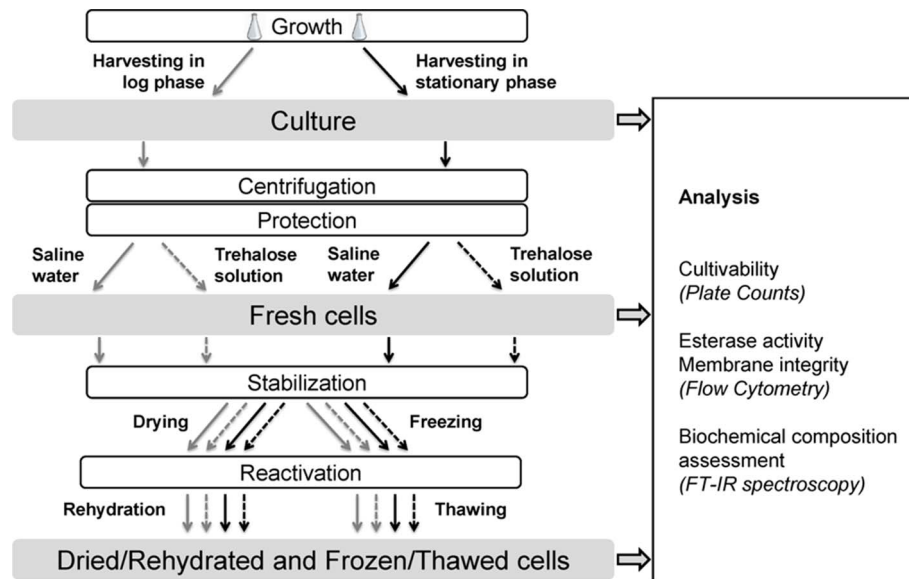 Growth
Harvesting in
log phase
Harvesting in
stationary phase
Culture
Centrifugation
Protection
Saline
water
Trehalose
solution
Saline
water
Trehalose
solution
Fresh cells
Stabilization
Drying
Freezing
Reactivation
Rehydration
Thawing
Dried/Rehydrated and Frozen/Thawed cells
Analysis
Cultivability
(Plate Counts)
Esterase activity
Membrane integrity
(Flow Cytometry)
Biochemical composition
assessment
(FT-IR spectroscopy)